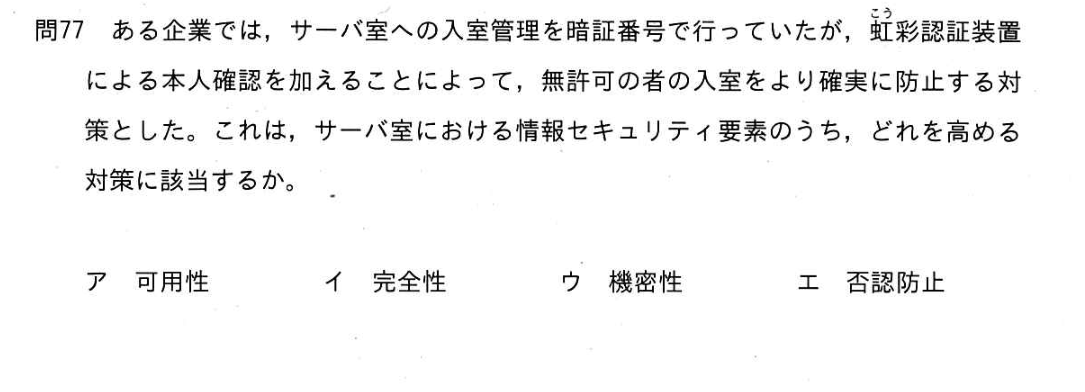 問77 ある企業では，サーバ室への入室管理を暗証番号で行っていたが，虹彩認証装置
こう
による本人確認を加えることによって，無許可の者の入室をより確実に防止する対
策とした。これは，サーバ室における情報セキュリティ要素のうち，どれを高める
対策に該当するか。
ア 可用性 イ 完全性 ウ 機密性 エ 否認防止